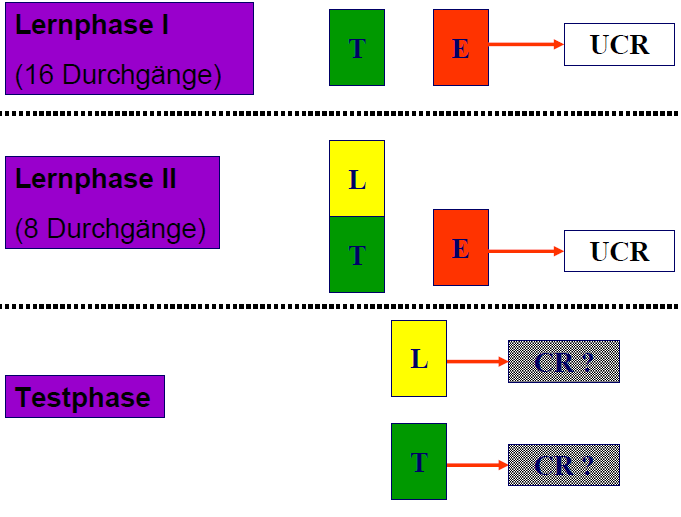 Lernphase I
(16 Durchgänge)
T
E
UCR
Lernphase II
(8 Durchgänge)
L
T
E
UCR
Testphase
L
CR ?
T
CR ?